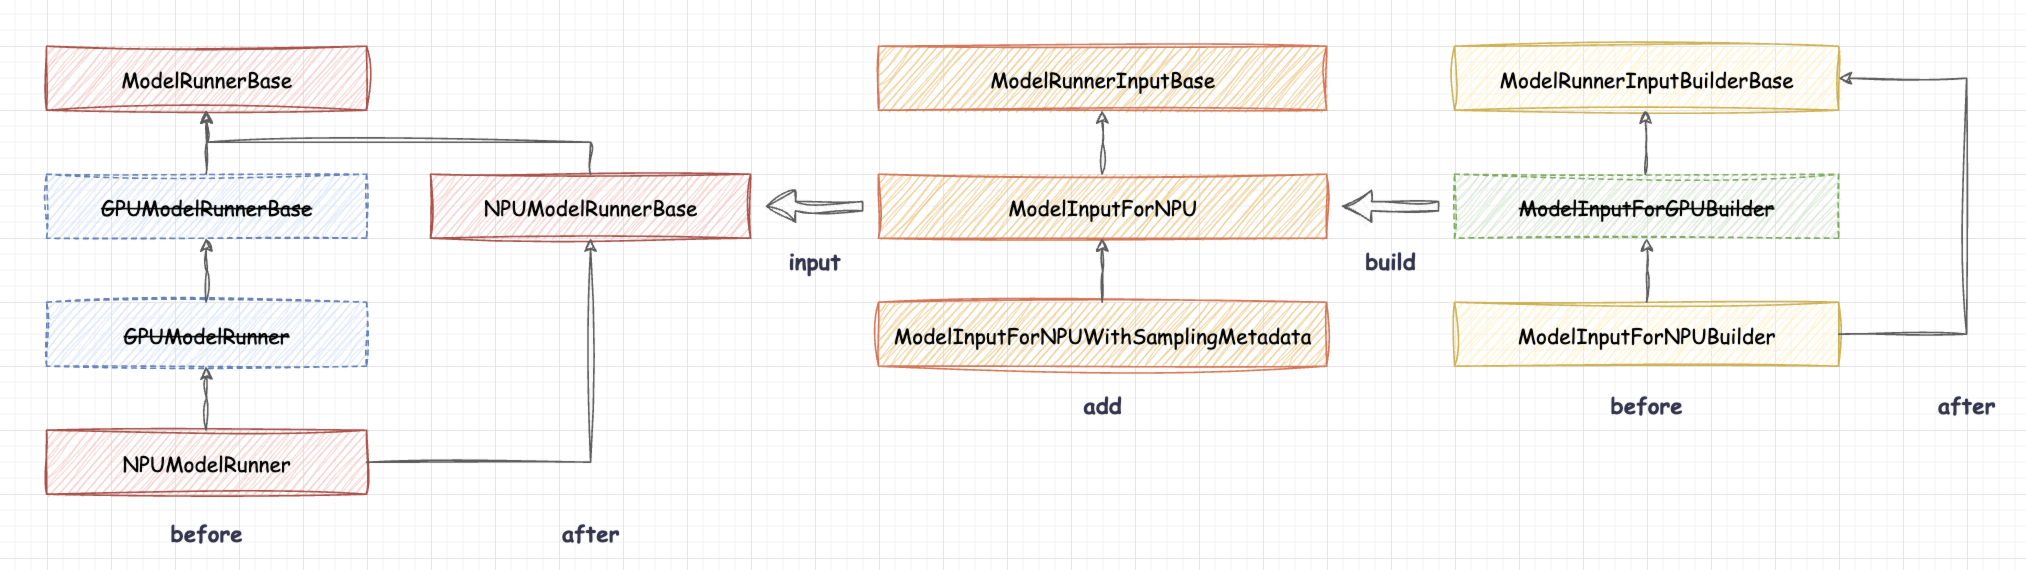 ModelRunnerBase
ModelRunnerInputBase
ModelRunnerInputBuilderBase
GPUModelRunnerBase
NPUModelRunnerBase
ModelInputForNPU
ModelInputForGPUBuilder
input
build
GPUModelRunner
ModelInputForNPUWithSamplingMetadata
ModelInputForNPUBuilder
add
before
after
NPUModelRunner
before
after